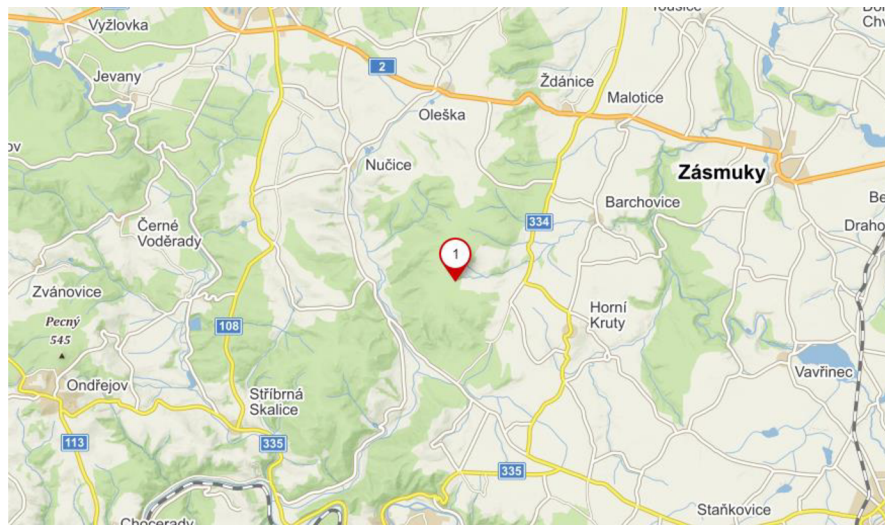 Vyžlovka
2
Jevany
Ždánice
Malotice
Oleška
Nučice
Zásmuky
Barchovice
334
Černé
Voděrady
1
Zvánovice
Pecný
545
108
Horní
Kruty
Vavřinec
Ondřejov
Stříbrná
Skalice
113
335
335
Staňkovice